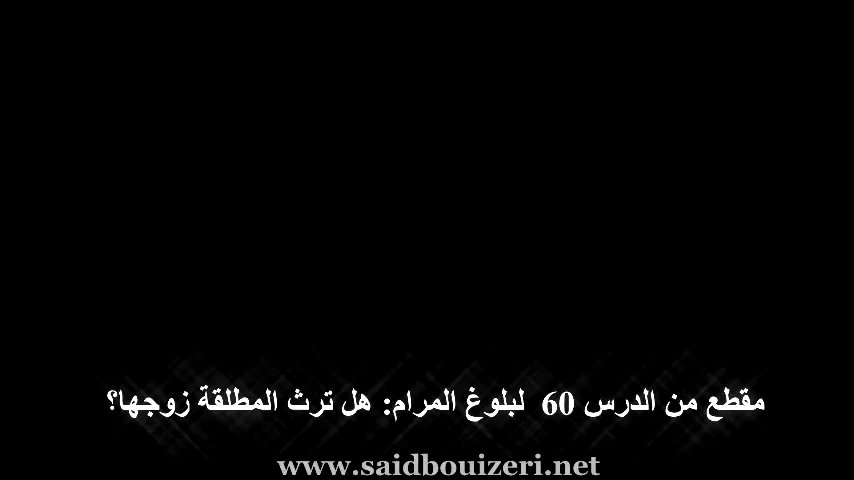 مقطع من الدرس 60 لبلوغ المرام: هل ترث المطلقة زوجها؟
www.saidbouizeri.net